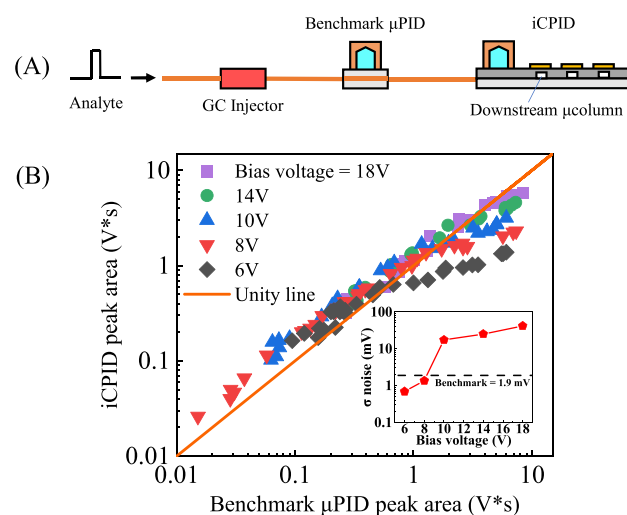 (A)
Analyte
GC Injector
Benchmark μPID
iCPID
Downstream μcolumn
(B)
iCPID peak area (V*s)
10
1
0.1
0.01
Bias voltage = 18V
14V
10V
8V
6V
Unity line
σ noise (mV)
100
10
1
0.1
Benchmark = 1.9 mV
6 8 10 12 14 16 18
Bias voltage (V)
0.01 0.1 1 10
Benchmark μPID peak area (V*s)